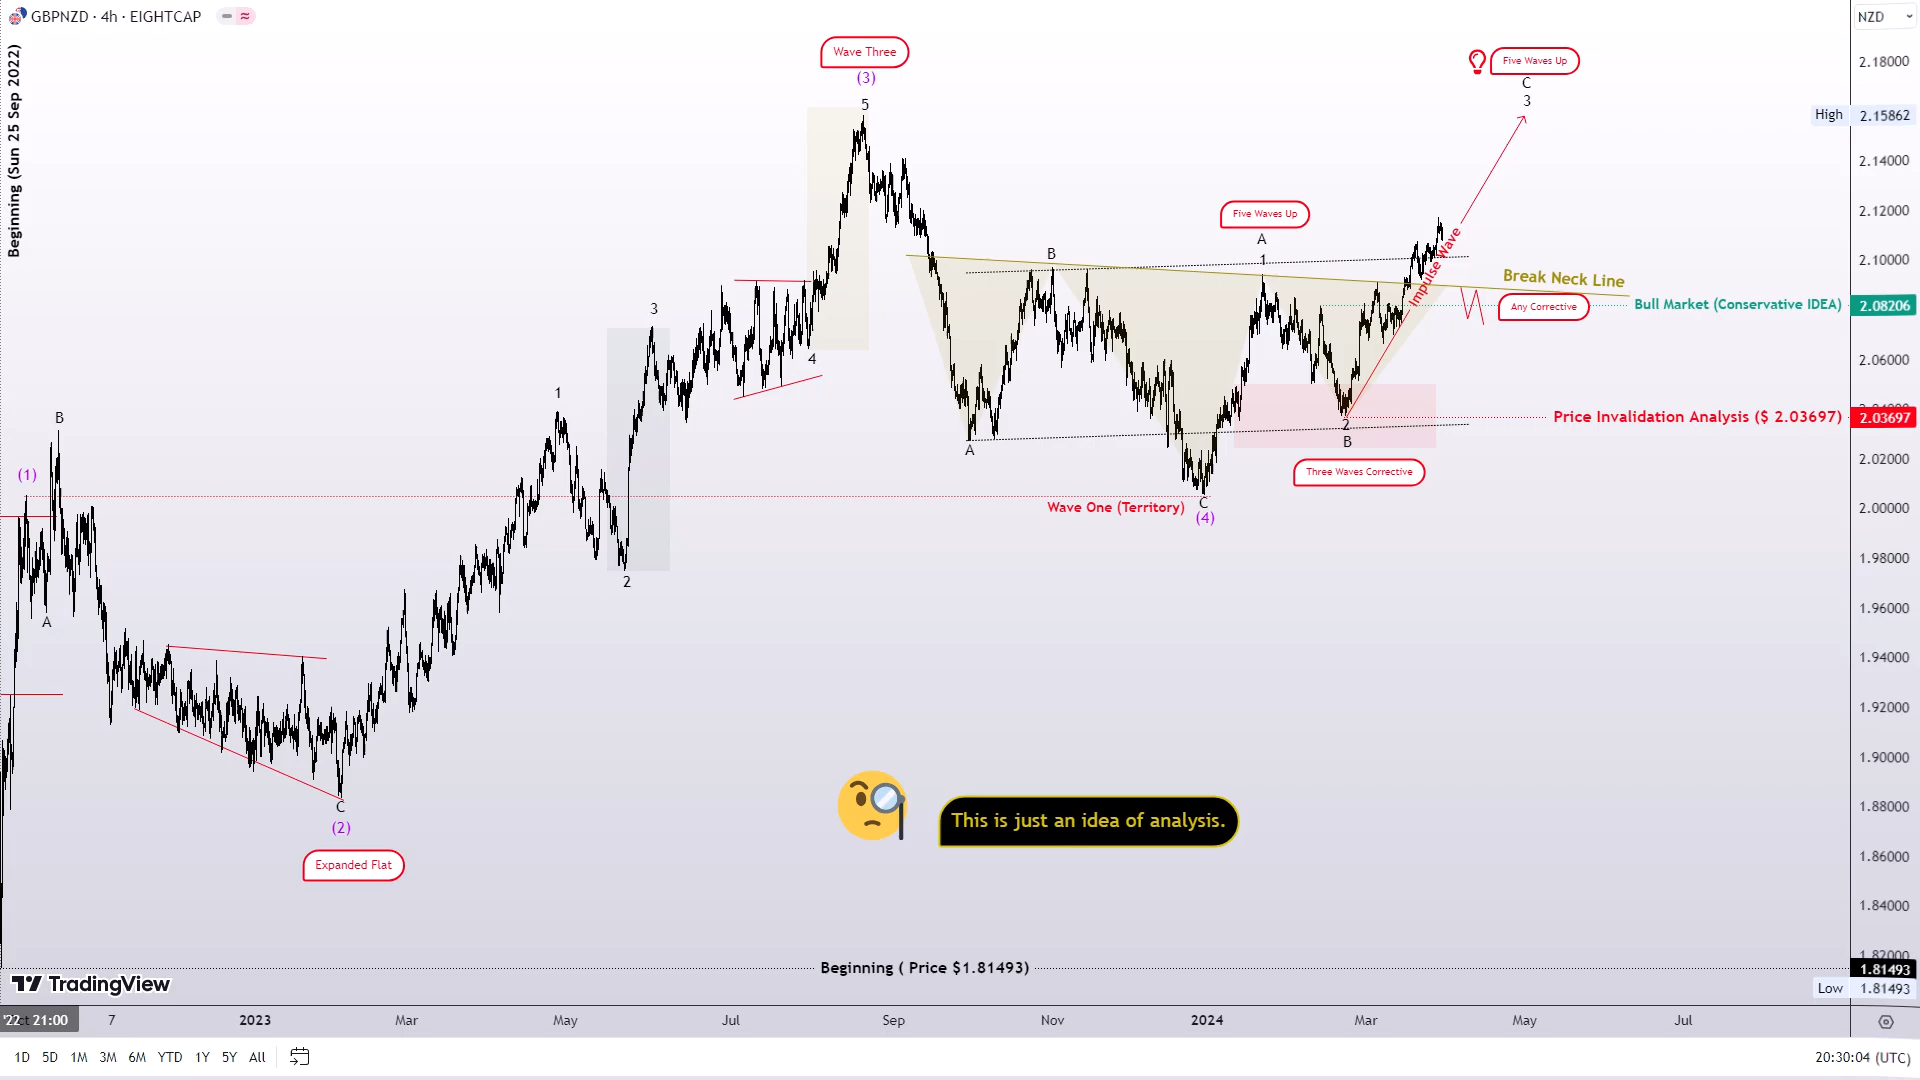 GBPNZD · 4h · EIGHTCAP
NZD
Beginning (Sun 25 Sep 2022)
Wave Three
(3)
5
Five Waves Up
C
3
2.18000
High 2.15862
2.14000
2.12000
2.10000
2.08206
2.06000
2.03697
2.02000
2.00000
1.98000
1.96000
1.94000
1.92000
1.90000
1.88000
1.86000
1.84000
1.82000
1.81493
Low 1.81493
Five Waves Up
A
1
B
Impulse Wave
Break Neck Line
Any Corrective
Bull Market (Conservative IDEA)
3
4
1
B
(1)
A
2
A
Price Invalidation Analysis ($ 2.03697)
2
B
Three Waves Corrective
Wave One (Territory)
C
(4)
C
(2)
Expanded Flat
This is just an idea of analysis.
Beginning ( Price $1.81493)
TradingView
'22 21:00 7 2023 Mar May Jul Sep Nov 2024 Mar May Jul
1D 5D 1M 3M 6M YTD 1Y 5Y All
20:30:04 (UTC)